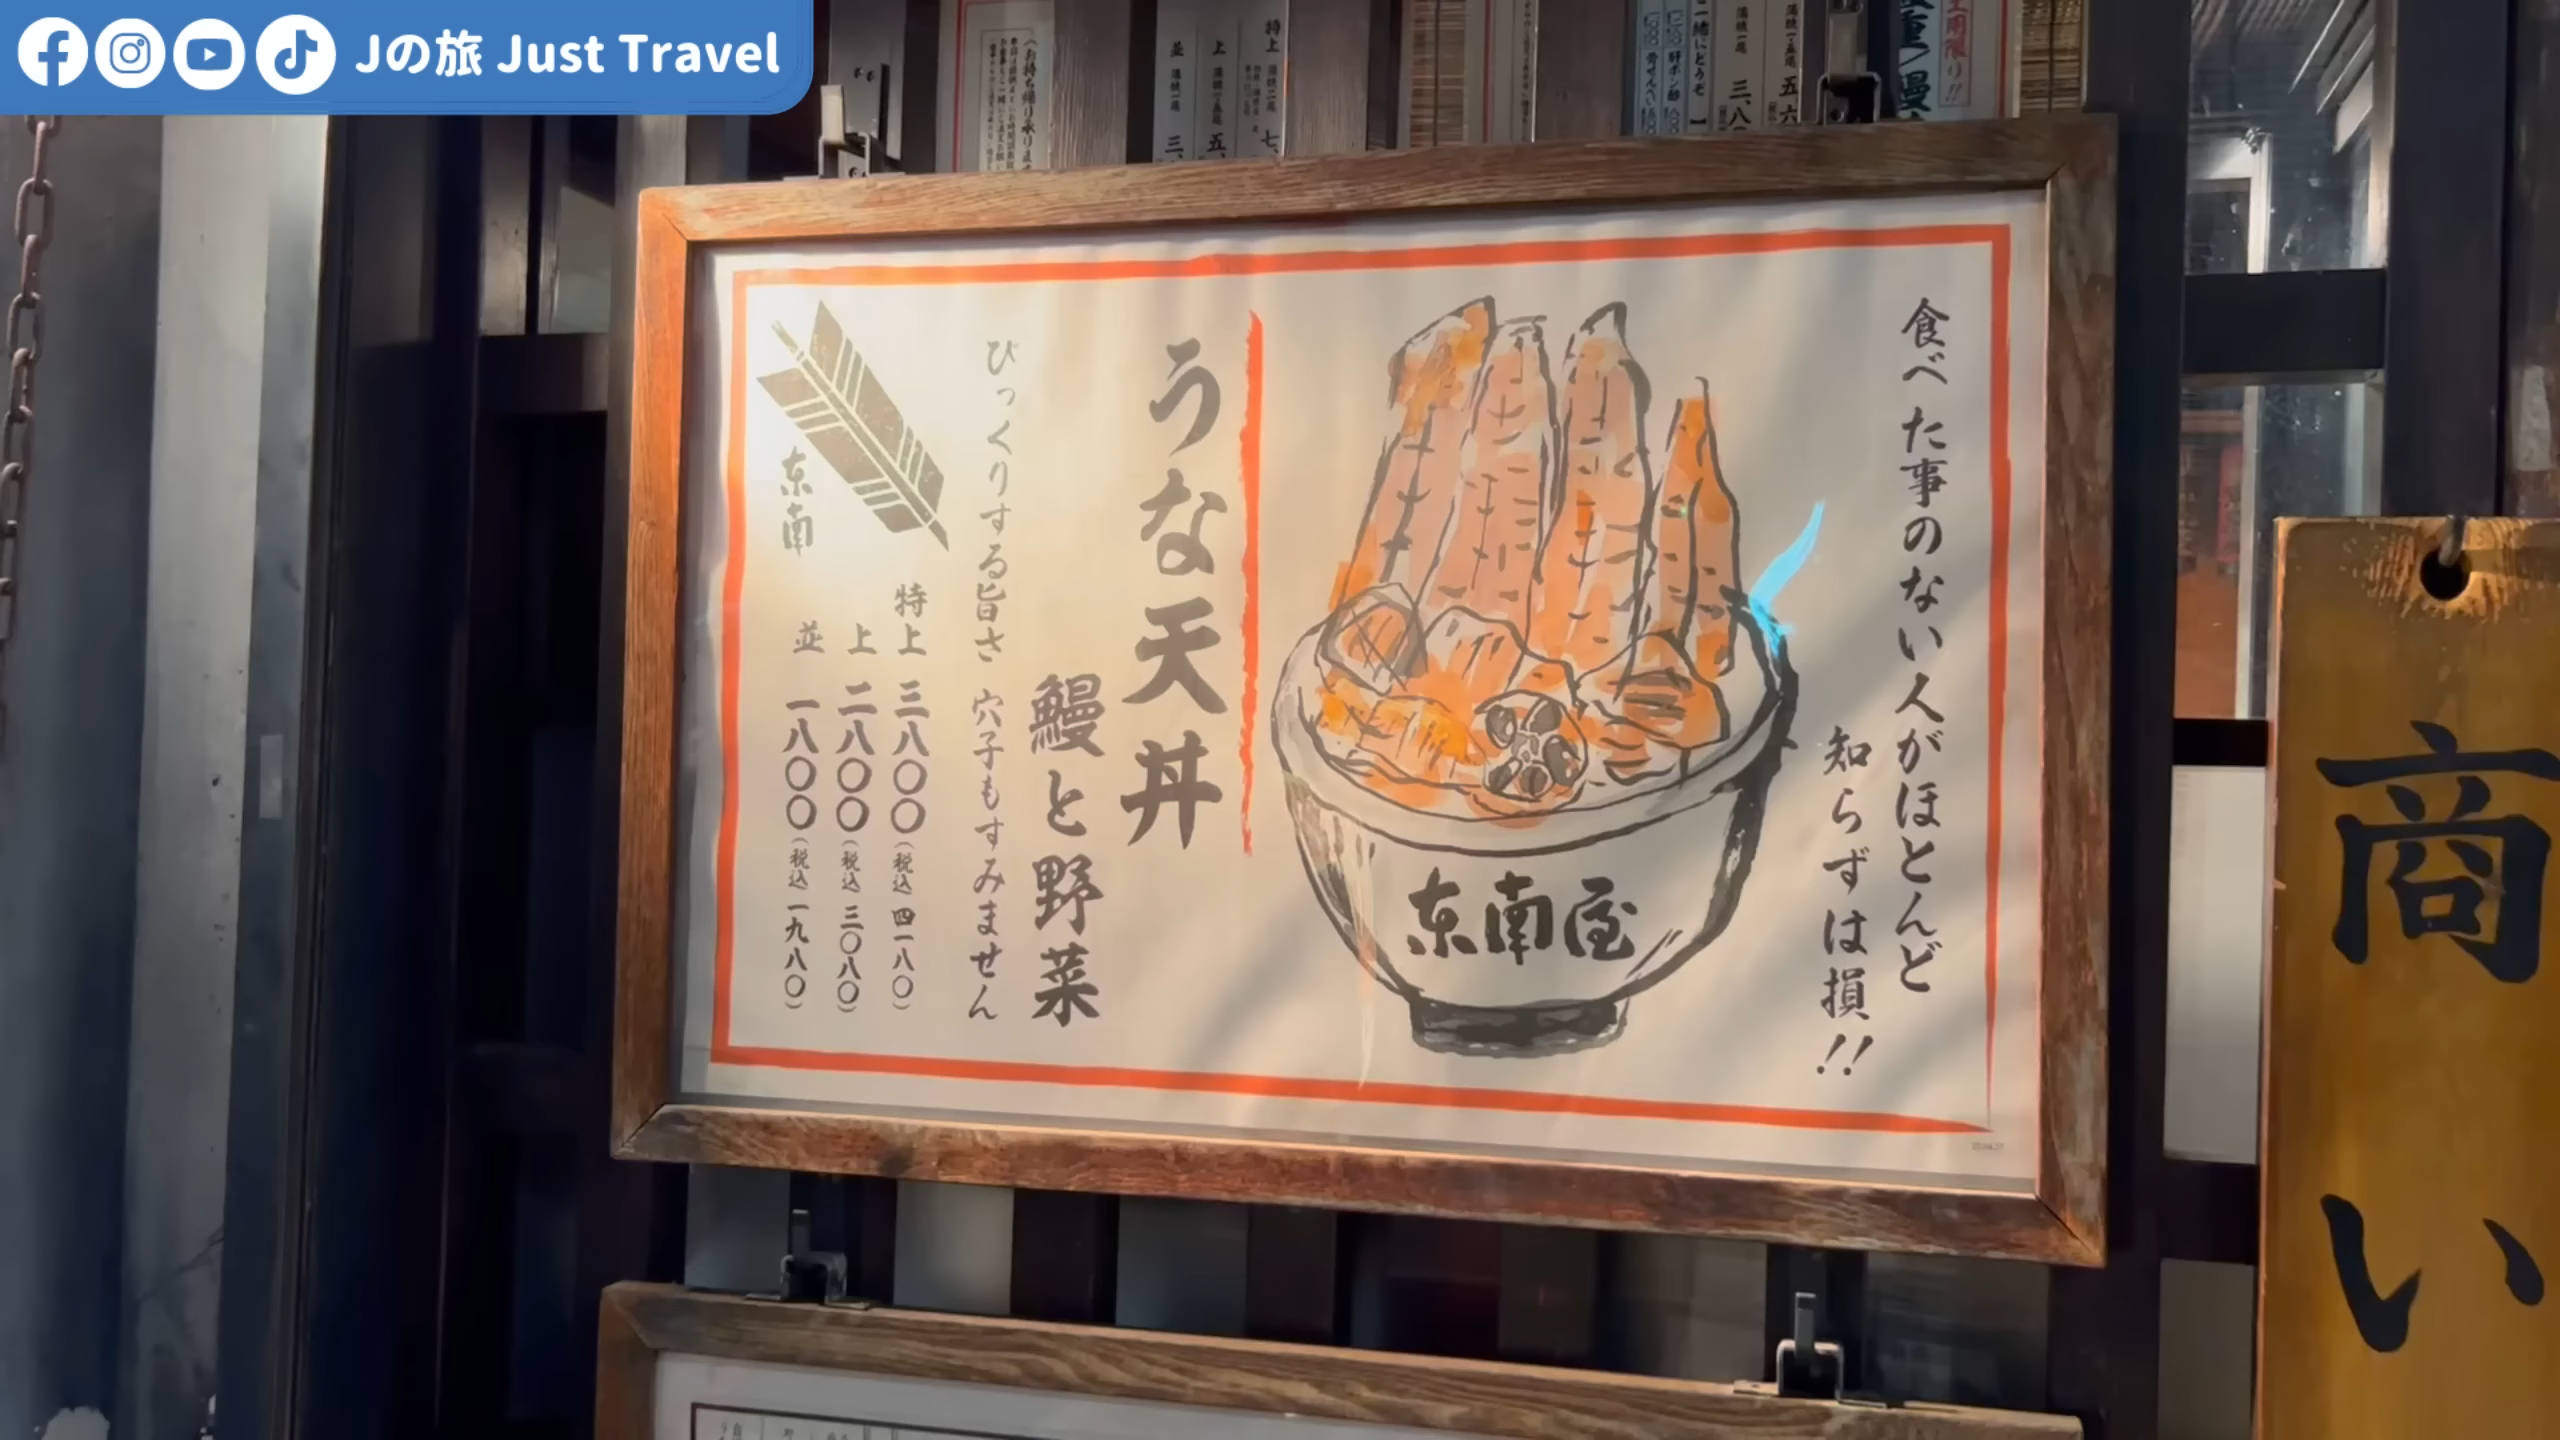 Jの旅 Just Travel
食べた事のない人がほとんど
知らずは損!!
東南屋
うな天丼
鰻と野菜
びっくりする旨さ 穴子もすみません
特上 三八〇〇(税込 四一八〇)
上 二八〇〇(税込 三〇八〇)
並 一八〇〇(税込 一九八〇)
東南
商い
特上
上
並